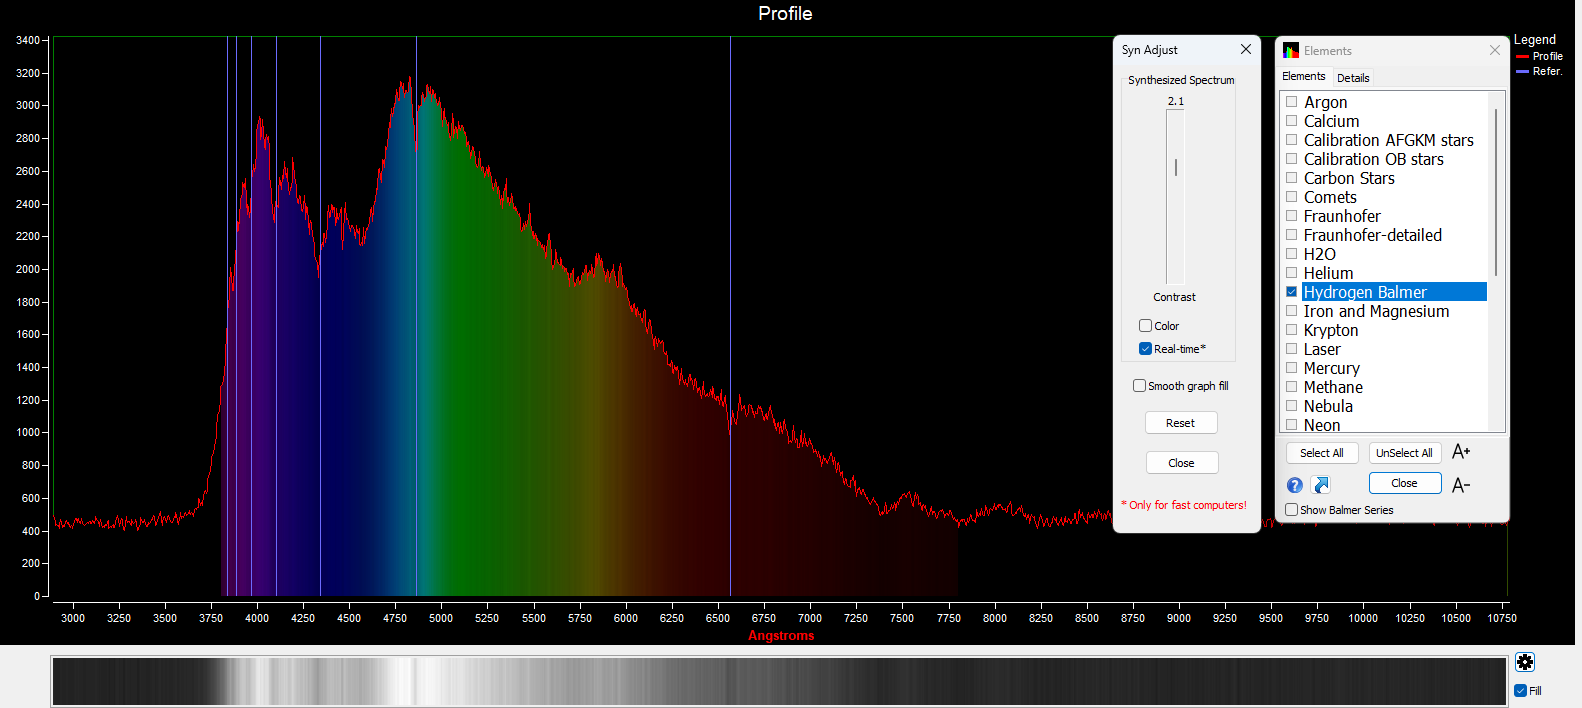 Profile
3400
3200
3000
2800
2600
2400
2200
2000
1800
1600
1400
1200
1000
800
600
400
200
0
3000 3250 3500 3750 4000 4250 4500 4750 5000 5250 5500 5750 6000 6250 6500 6750 7000 7250 7500 7750 8000 8250 8500 8750 9000 9250 9500 9750 10000 10250 10500 10750
Angstroms
Legend
Profile
Refer.
Syn Adjust
Synthesized Spectrum
2.1
Contrast
Color
Real-time*
Smooth graph fill
Reset
Close
* Only for fast computers!
Elements
Elements Details
Argon
Calcium
Calibration AFGKM stars
Calibration OB stars
Carbon Stars
Comets
Fraunhofer
Fraunhofer-detailed
H2O
Helium
Hydrogen Balmer
Iron and Magnesium
Krypton
Laser
Mercury
Methane
Nebula
Neon
Select All UnSelect All A+
? Close A-
Show Balmer Series
Fill